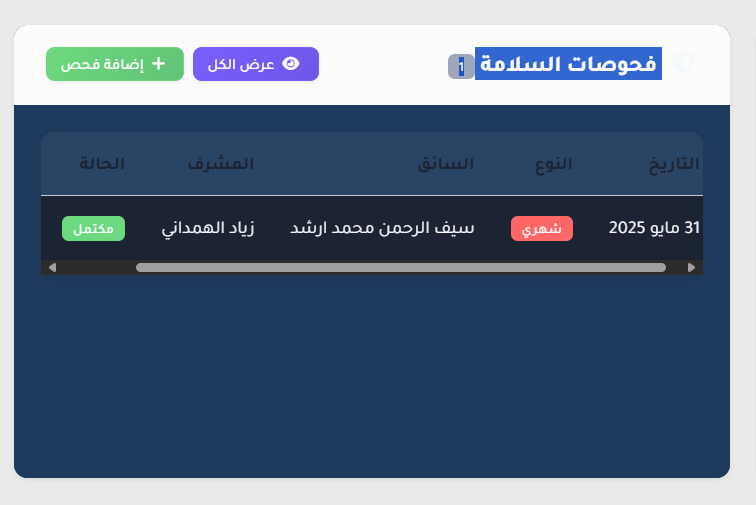 فحوصات السلامة 1
عرض الكل
إضافة فحص
التاريخ النوع السائق المشرف الحالة
31 مايو 2025 شهري سيف الرحمن محمد ارشد زياد الهمداني مكتمل